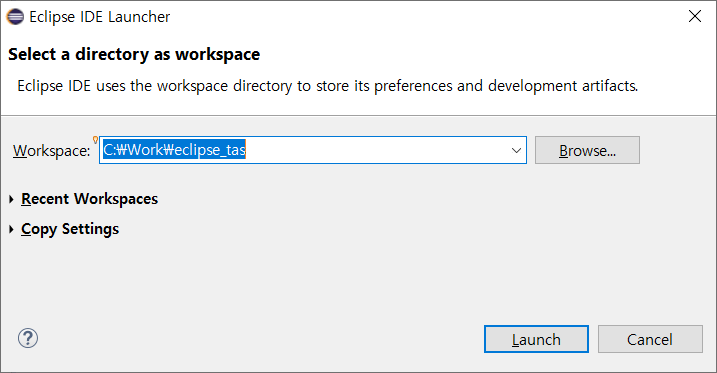 Eclipse IDE Launcher
Select a directory as workspace
Eclipse IDE uses the workspace directory to store its preferences and development artifacts.
Workspace: C:₩Work₩eclipse_tas Browse...
Recent Workspaces
Copy Settings
Launch Cancel